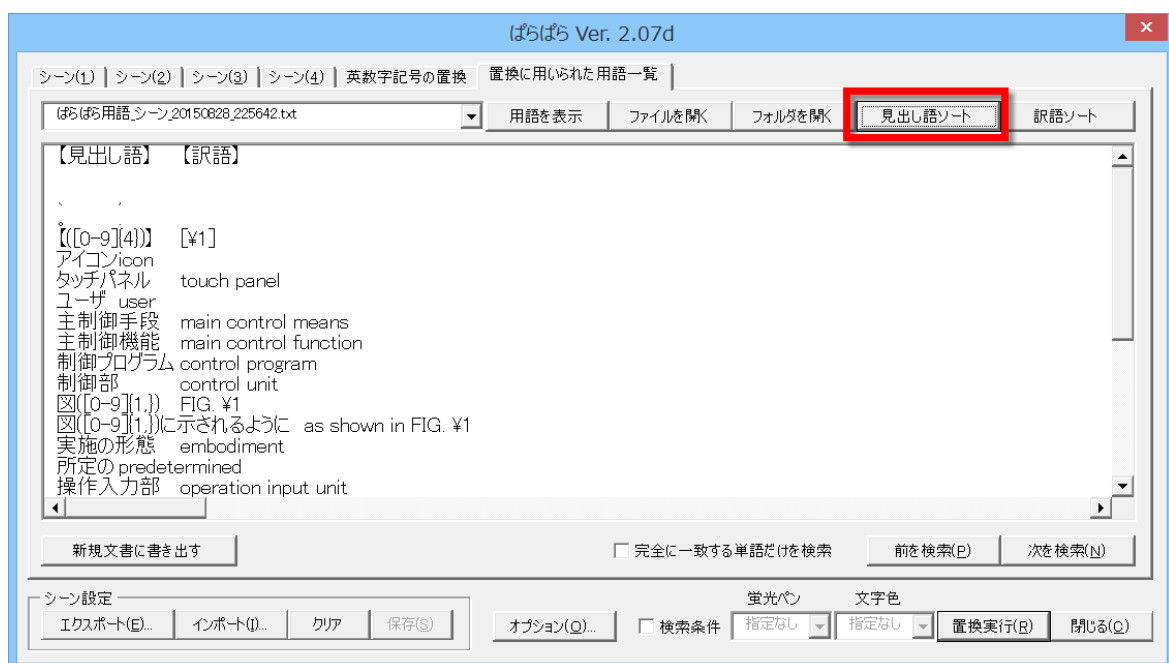 ぱらぱら Ver. 2.07d
シーン(1) シーン(2) シーン(3) シーン(4) 英数字記号の置換 置換に用いられた用語一覧
ぱらぱら用語_シーン_20150828_225642.txt 用語を表示 ファイルを開く フォルダを開く 見出し語ソート 訳語ソート
【見出し語】 【訳語】
、 ,
。 .
【([0-9]{4})】 [¥1]
アイコンicon
タッチパネル touch panel
ユーザ user
主制御手段 main control means
主制御機能 main control function
制御プログラム control program
制御部 control unit
図([0-9]{1,}) FIG. ¥1
図([0-9]{1,})に示されるように as shown in FIG. ¥1
実施の形態 embodiment
所定の predetermined
操作入力部 operation input unit
新規文書に書き出す 完全に一致する単語だけを検索 前を検索(P) 次を検索(N)
シーン設定 蛍光ペン 文字色
エクスポート(E)... インポート(I)... クリア 保存(S) オプション(O)... 検索条件 指定なし 指定なし 置換実行(R) 閉じる(C)